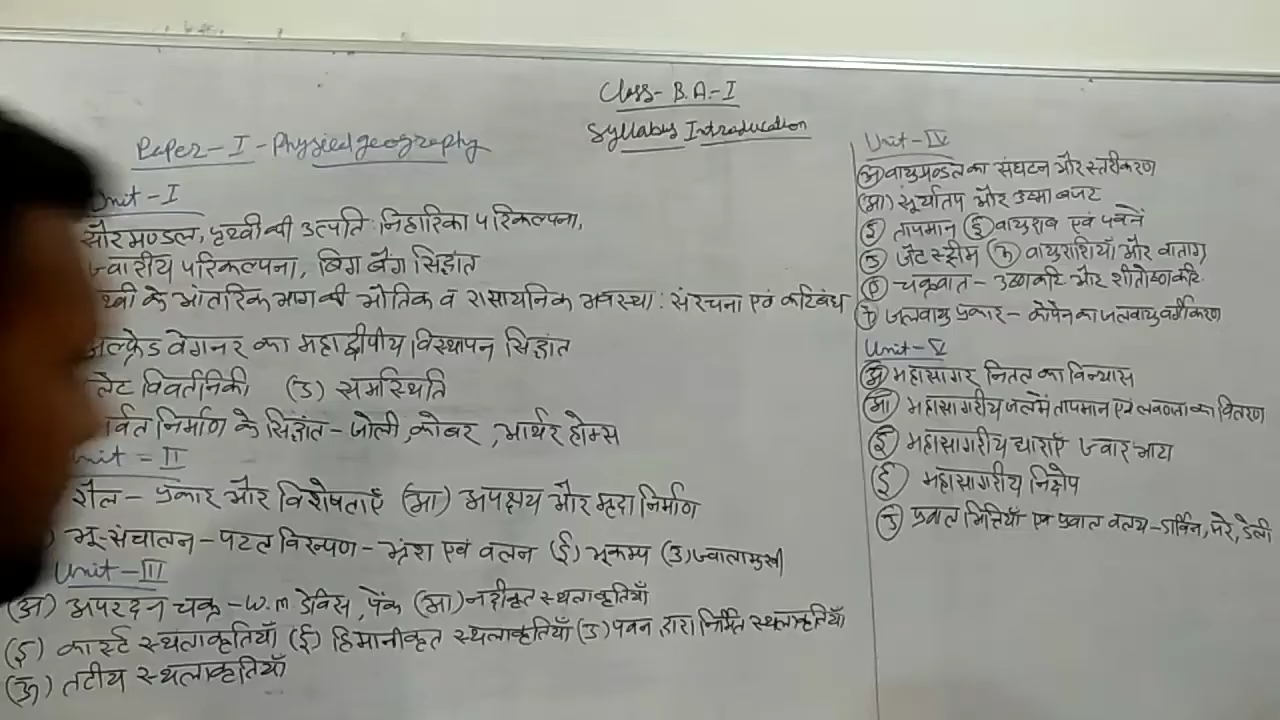 Class- B.A-I
Syllabus Intraducation
Paper-I-Physical geography
Unit-I
सौरमण्डल, पृथ्वी की उत्पति: निहारिका परिकल्पना,
ज्वारीय परिकल्पना, बिग बैंग सिद्धांत
थ्वी के आंतरिक भाग की भौतिक व रासायनिक अवस्था: संरचना एवं कटिबंध
अल्फ्रेड वेगनर का महाद्वीपीय विस्थापन सिद्धांत
लेट विवर्तनिकी (उ) समस्थिति
र्वत निर्माण के सिद्धांत- जोली, कोबर, आर्थर होम्स
Unit-II
शैल- प्रकार और विशेषताएँ (आ) अपक्षय और मृदा निर्माण
) भू-संचालन-पटल विरूपण-भ्रंश एवं वलन (ई) भूकम्प (उ) ज्वालामुखी
Unit-III
(अ) अपरदन चक्र-W.m डेविस, पेंक (आ) नदीकृत स्थलाकृतियाँ
(इ) कार्स्ट स्थलाकृतियाँ (ई) हिमानीकृत स्थलाकृतियाँ (उ) पवन द्वारा निर्मित स्थलाकृतियाँ
(ऊ) तटीय स्थलाकृतियाँ
Unit-IV
(अ) वायुमण्डल का संघटन और स्तरीकरण
(आ) सूर्यातप और उष्मा बजट
(इ) तापमान (ई) वायुदाब एवं पवनें
(उ) जेट स्ट्रीम (ऊ) वायुराशियाँ और वाताग्र
चक्रवात- उष्णकटि और शीतोष्णकटि.
जलवायु प्रकार- कोपेन का जलवायु वर्गीकरण
Unit-V
(अ) महासागर नितल का विन्यास
(आ) महासागरीय जल में तापमान एवं लवणता का वितरण
(इ) महासागरीय धाराएँ ज्वार भाटा
(ई) महासागरीय निक्षेप
(उ) प्रवाल भित्तियाँ एवं प्रवाल वलय-डार्विन, मरे, डेली